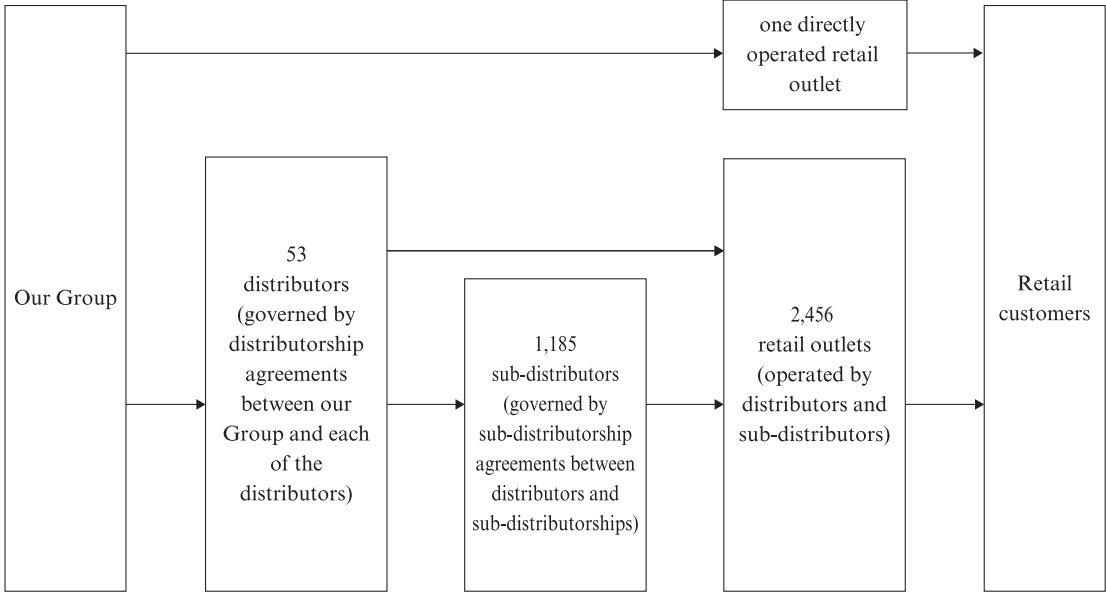 Our Group
one directly
operated retail
outlet
53
distributors
(governed by
distributorship
agreements
between our
Group and each
of the
distributors)
1,185
sub-distributors
(governed by
sub-distributorship
agreements between
distributors and
sub-distributorships)
2,456
retail outlets
(operated by
distributors and
sub-distributors)
Retail
customers